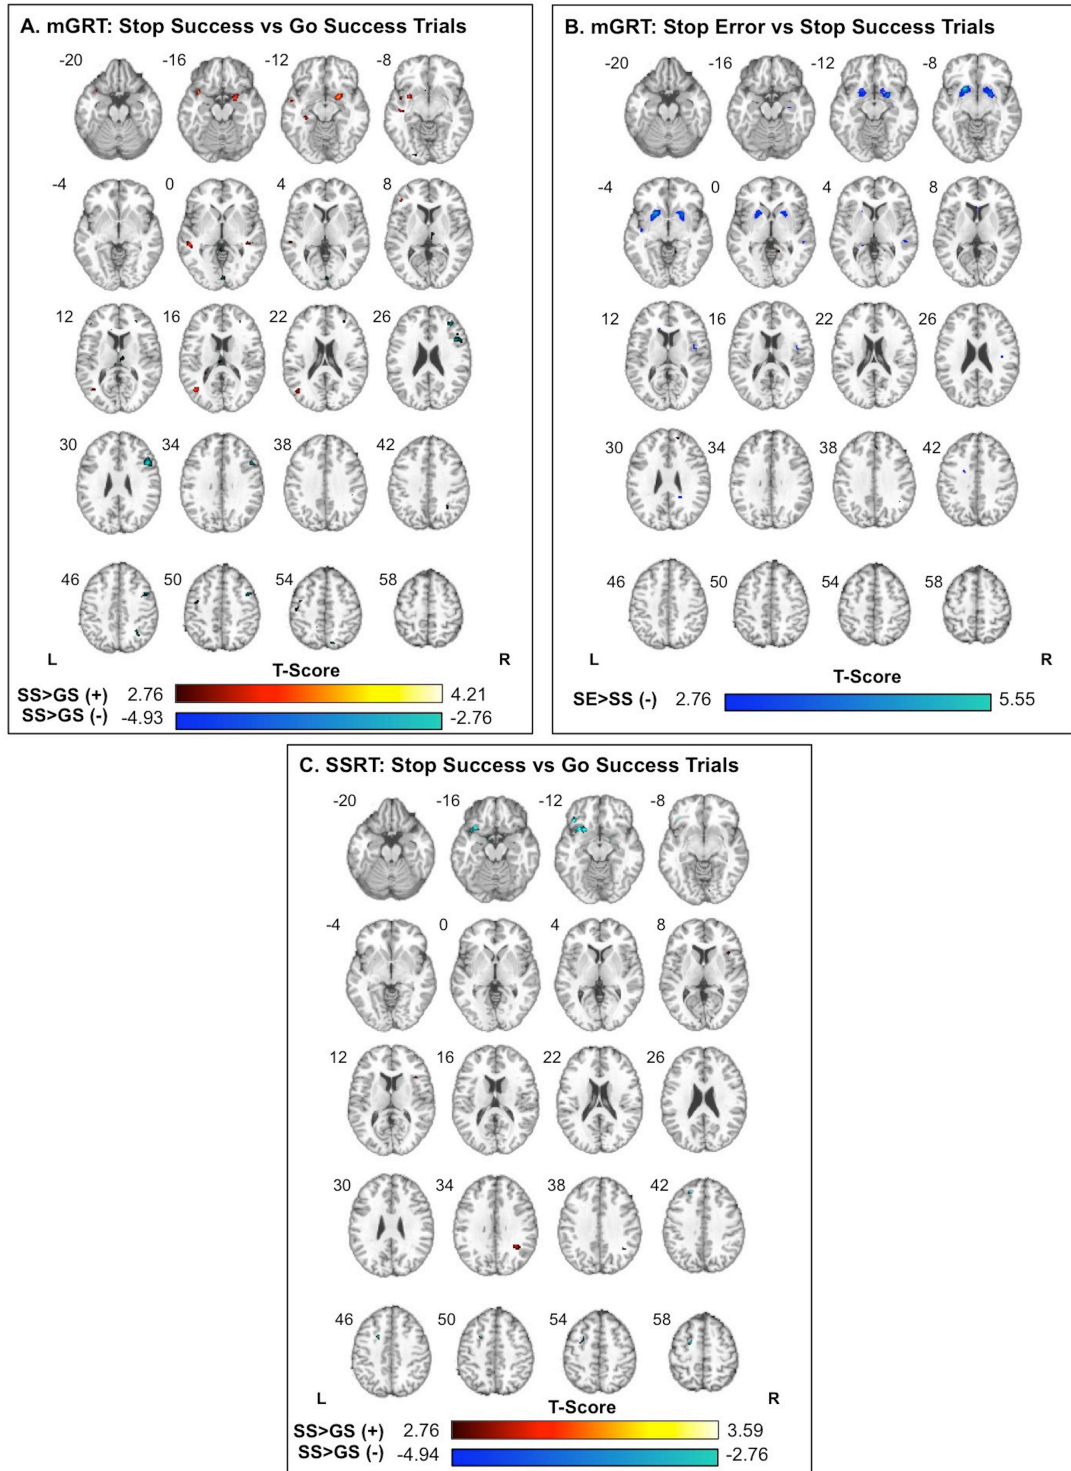 A. mGRT: Stop Success vs Go Success Trials
-20 -16 -12 -8
-4 0 4 8
12 16 22 26
30 34 38 42
46 50 54 58
L R
T-Score
SS>GS (+) 2.76 4.21
SS>GS (-) -4.93 -2.76
B. mGRT: Stop Error vs Stop Success Trials
-20 -16 -12 -8
-4 0 4 8
12 16 22 26
30 34 38 42
46 50 54 58
L R
T-Score
SE>SS (-) 2.76 5.55
C. SSRT: Stop Success vs Go Success Trials
-20 -16 -12 -8
-4 0 4 8
12 16 22 26
30 34 38 42
46 50 54 58
L R
T-Score
SS>GS (+) 2.76 3.59
SS>GS (-) -4.94 -2.76